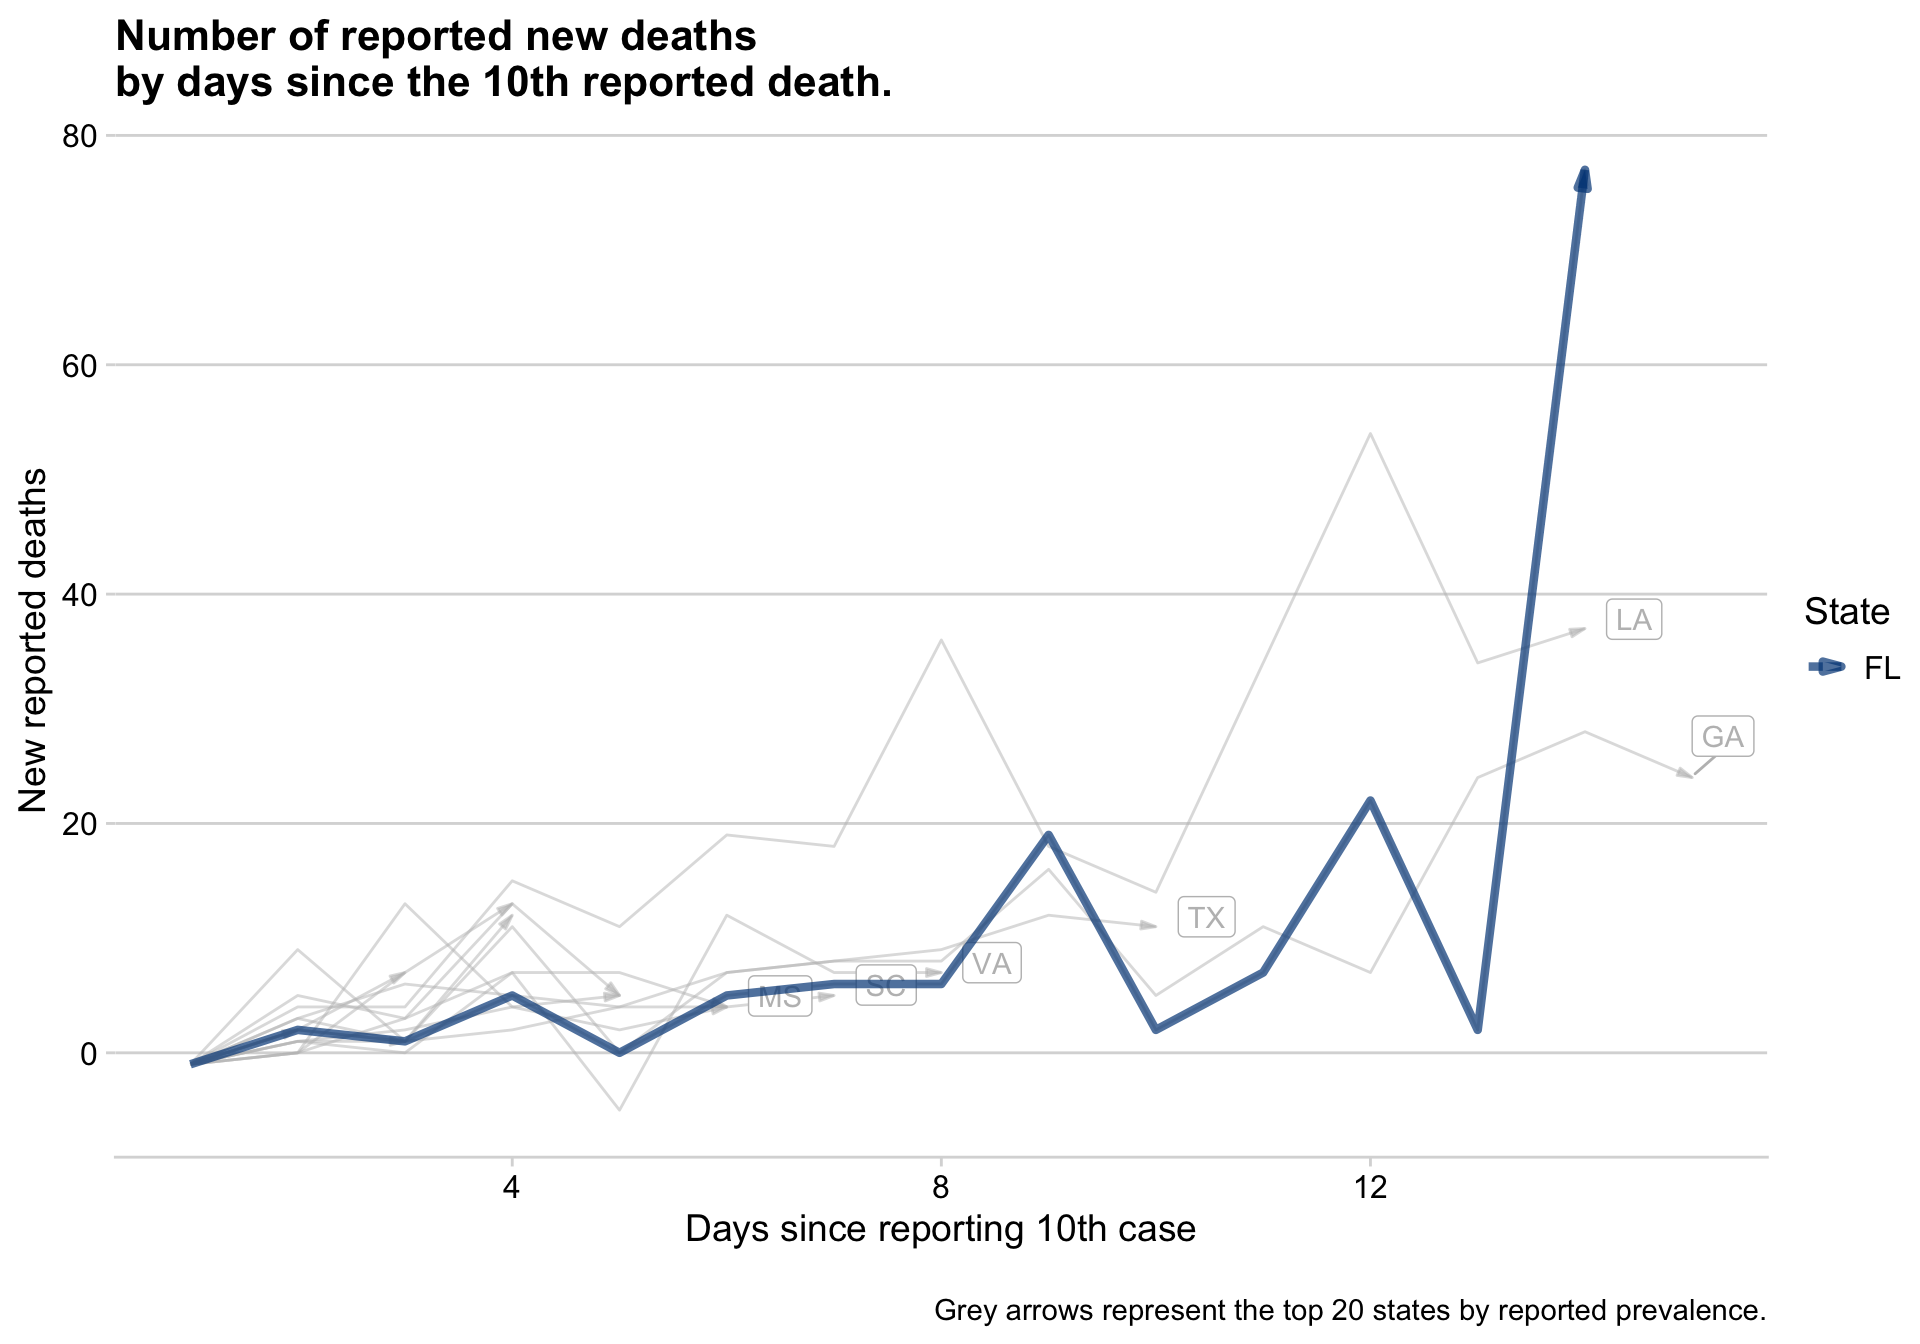 Number of reported new deaths
by days since the 10th reported death.
80
60
40
20
0
New reported deaths
LA
GA
TX
VA
SC
MS
State
FL
4
8
12
Days since reporting 10th case
Grey arrows represent the top 20 states by reported prevalence.